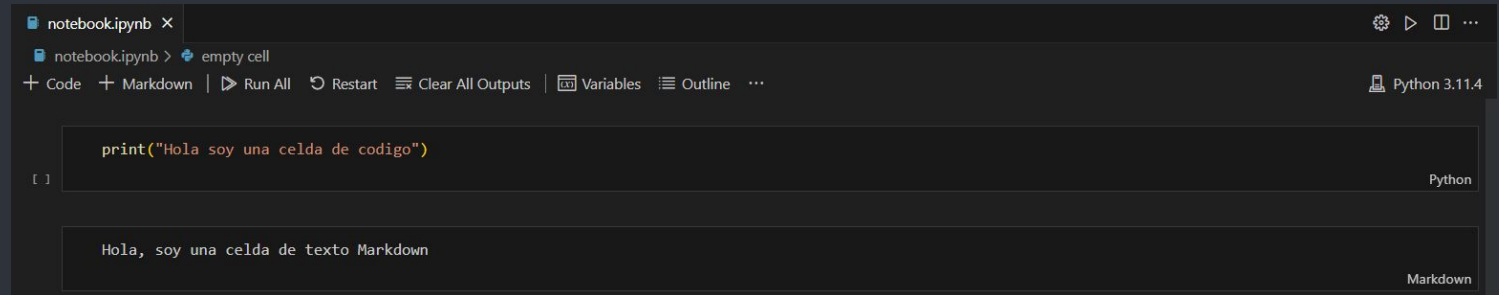 notebook.ipynb
notebook.ipynb > empty cell
+ Code + Markdown | Run All Restart Clear All Outputs | Variables Outline ... Python 3.11.4
print("Hola soy una celda de codigo")
[ ] Python
Hola, soy una celda de texto Markdown
Markdown